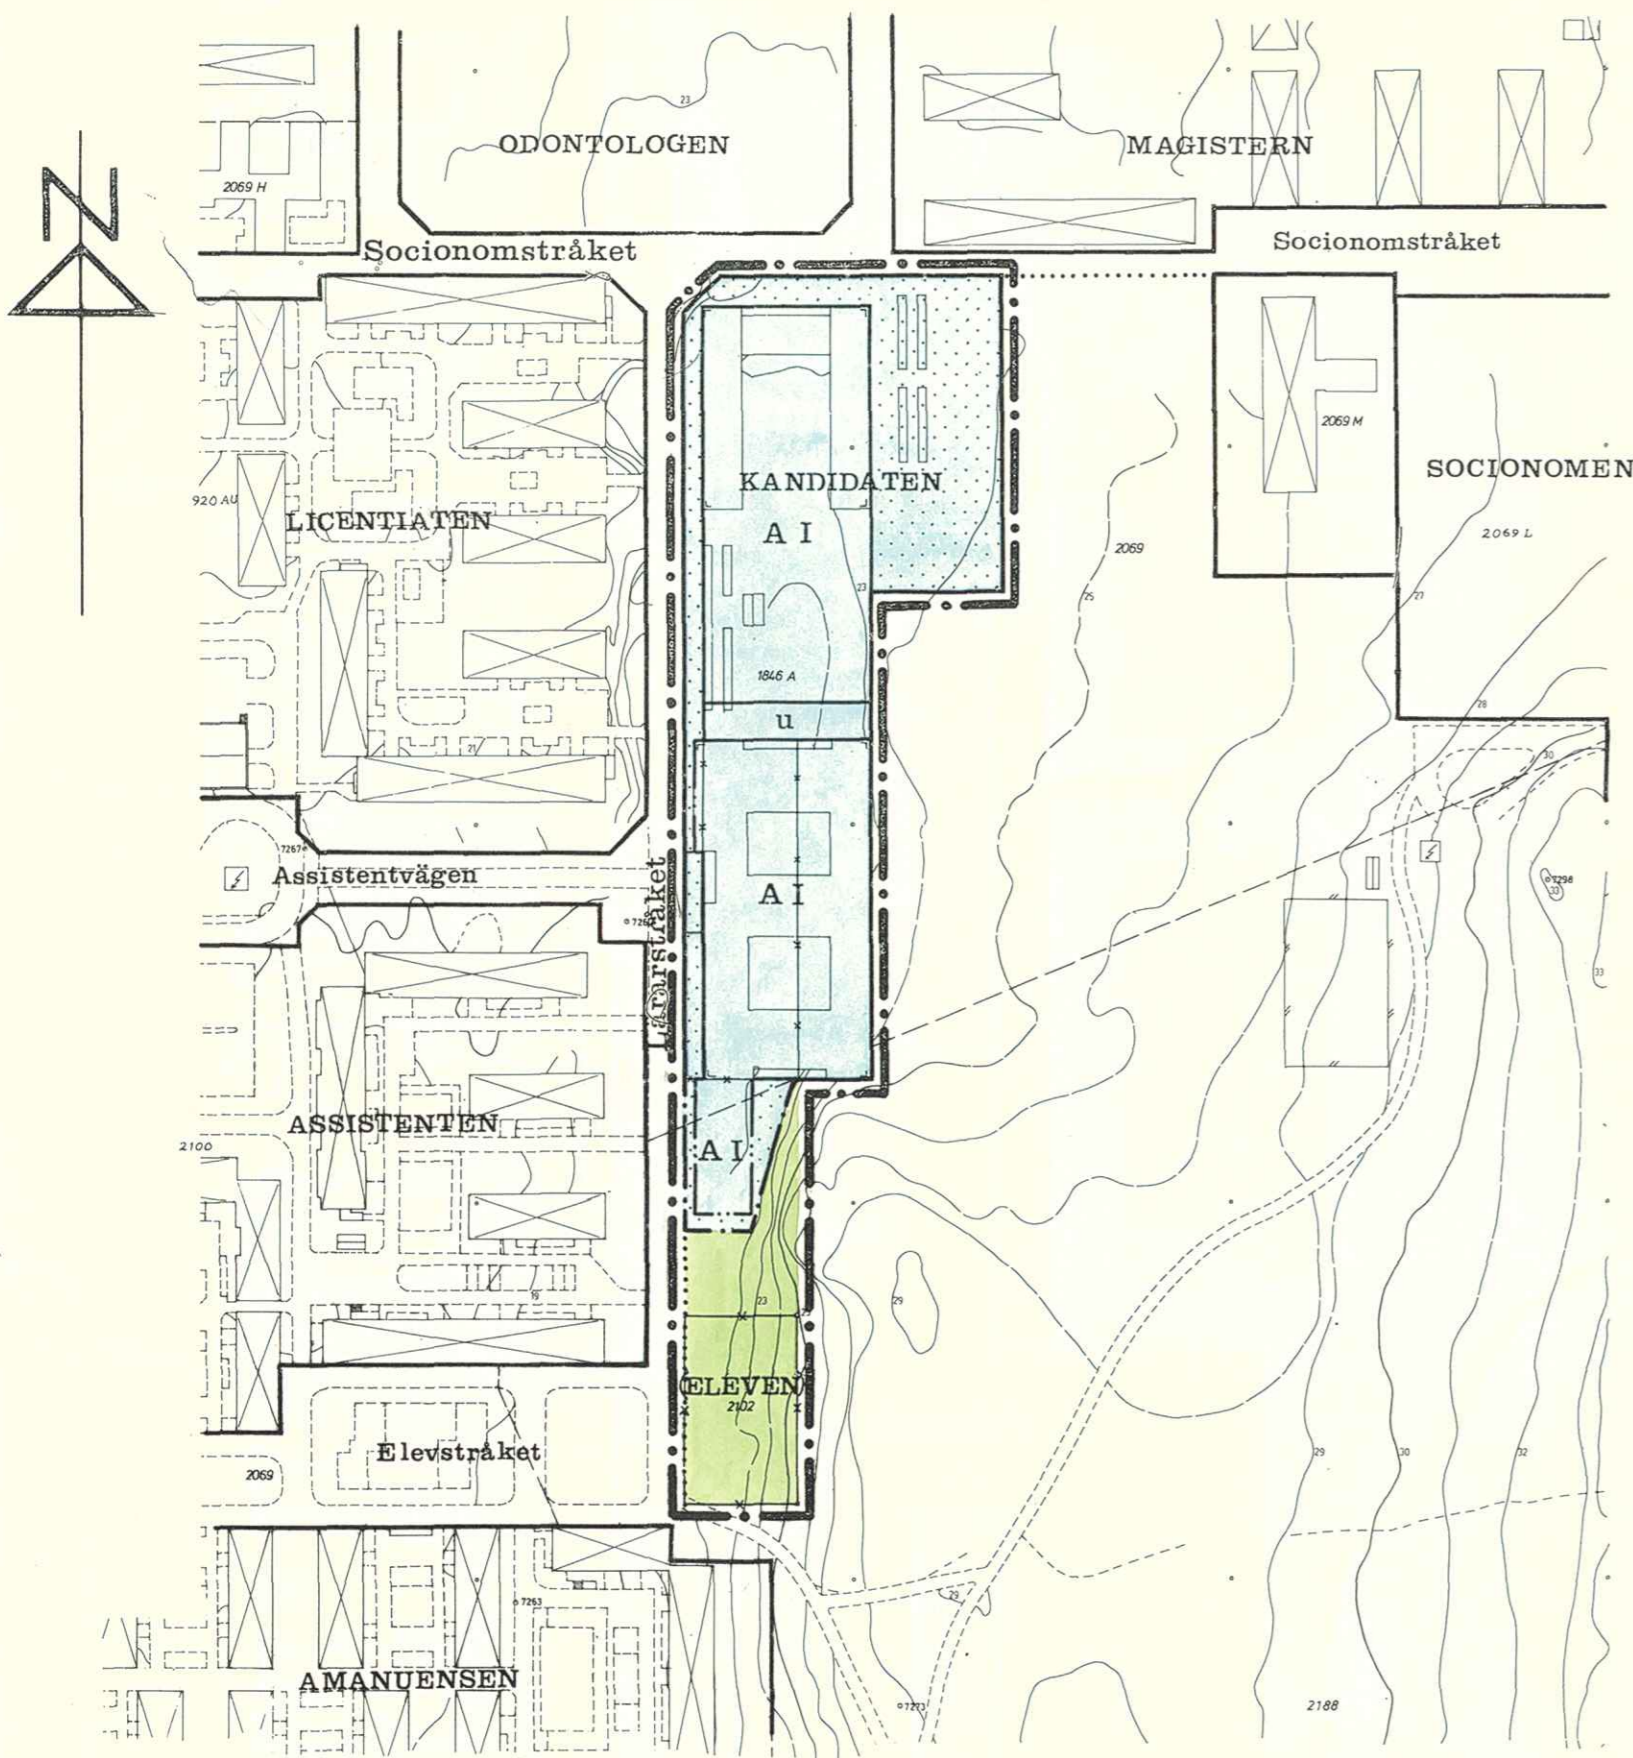 23
ODONTOLOGEN
MAGISTERN
N
2069 H
Socionomstråket
Socionomstråket
2069 M
KANDIDATEN
SOCIONOMEN
920 AU
LICENTIATEN
A I
2069 L
2069
23
25
27
1846 A
u
28
21
30
7267
Assistentvägen
A I
7298
33
Lärarstråket
33
ASSISTENTEN
2100
A I
19
23
29
(ELEVEN)
2102
Elevstråket
29
30
32
2069
7263
29
AMANUENSEN
7273
2188